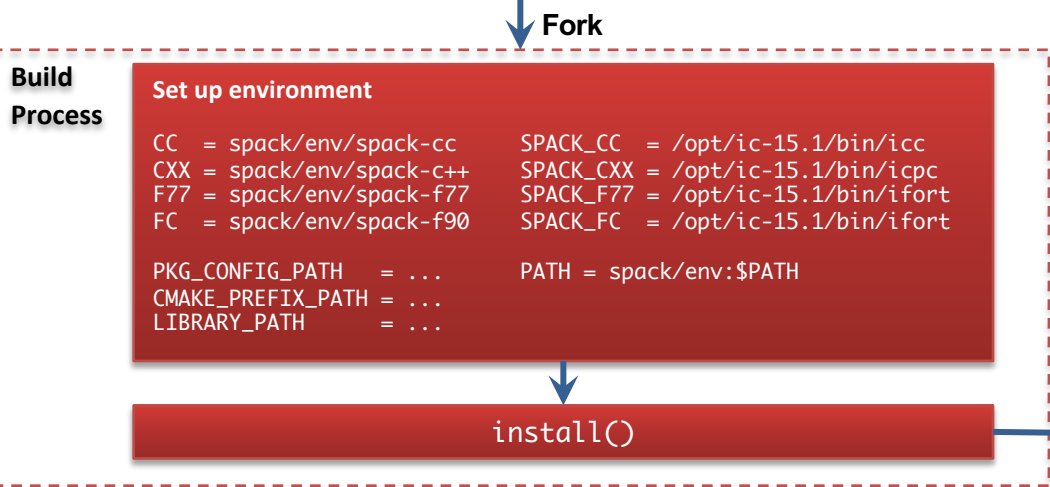 Fork
Build
Process
Set up environment
CC  = spack/env/spack-cc     SPACK_CC  = /opt/ic-15.1/bin/icc
CXX = spack/env/spack-c++    SPACK_CXX = /opt/ic-15.1/bin/icpc
F77 = spack/env/spack-f77    SPACK_F77 = /opt/ic-15.1/bin/ifort
FC  = spack/env/spack-f90    SPACK_FC  = /opt/ic-15.1/bin/ifort
PKG_CONFIG_PATH   = ...      PATH = spack/env:$PATH
CMAKE_PREFIX_PATH = ...
LIBRARY_PATH      = ...
install()